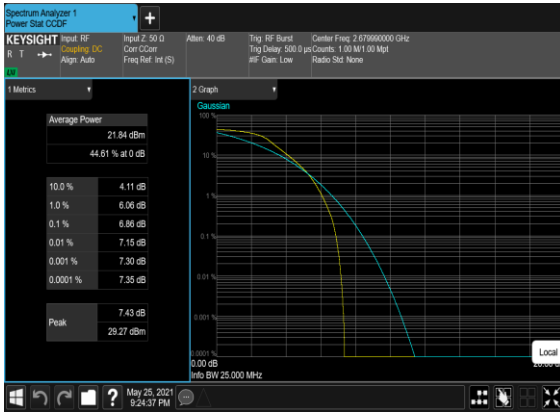 Spectrum Analyzer 1
Power Stat CCDF
KEYSIGHT
R T
LV
Input: RF
Coupling: DC
Align: Auto
Input Z: 50 Ω
Corr CCorr
Freq Ref: Int (S)
Atten: 40 dB
Trig: RF Burst
Trig Delay: 500.0 µs
#IF Gain: Low
Center Freq: 2.679990000 GHz
Counts: 1.00 M/1.00 Mpt
Radio Std: None
1 Metrics
Average Power
21.84 dBm
44.61 % at 0 dB
10.0 % 4.11 dB
1.0 % 6.06 dB
0.1 % 6.86 dB
0.01 % 7.15 dB
0.001 % 7.30 dB
0.0001 % 7.35 dB
Peak
7.43 dB
29.27 dBm
2 Graph
Gaussian
100 %
10 %
1 %
0.1 %
0.01 %
0.001 %
0.0001 %
0.00 dB
Info BW 25.000 MHz
Local
May 25, 2021
9:24:37 PM